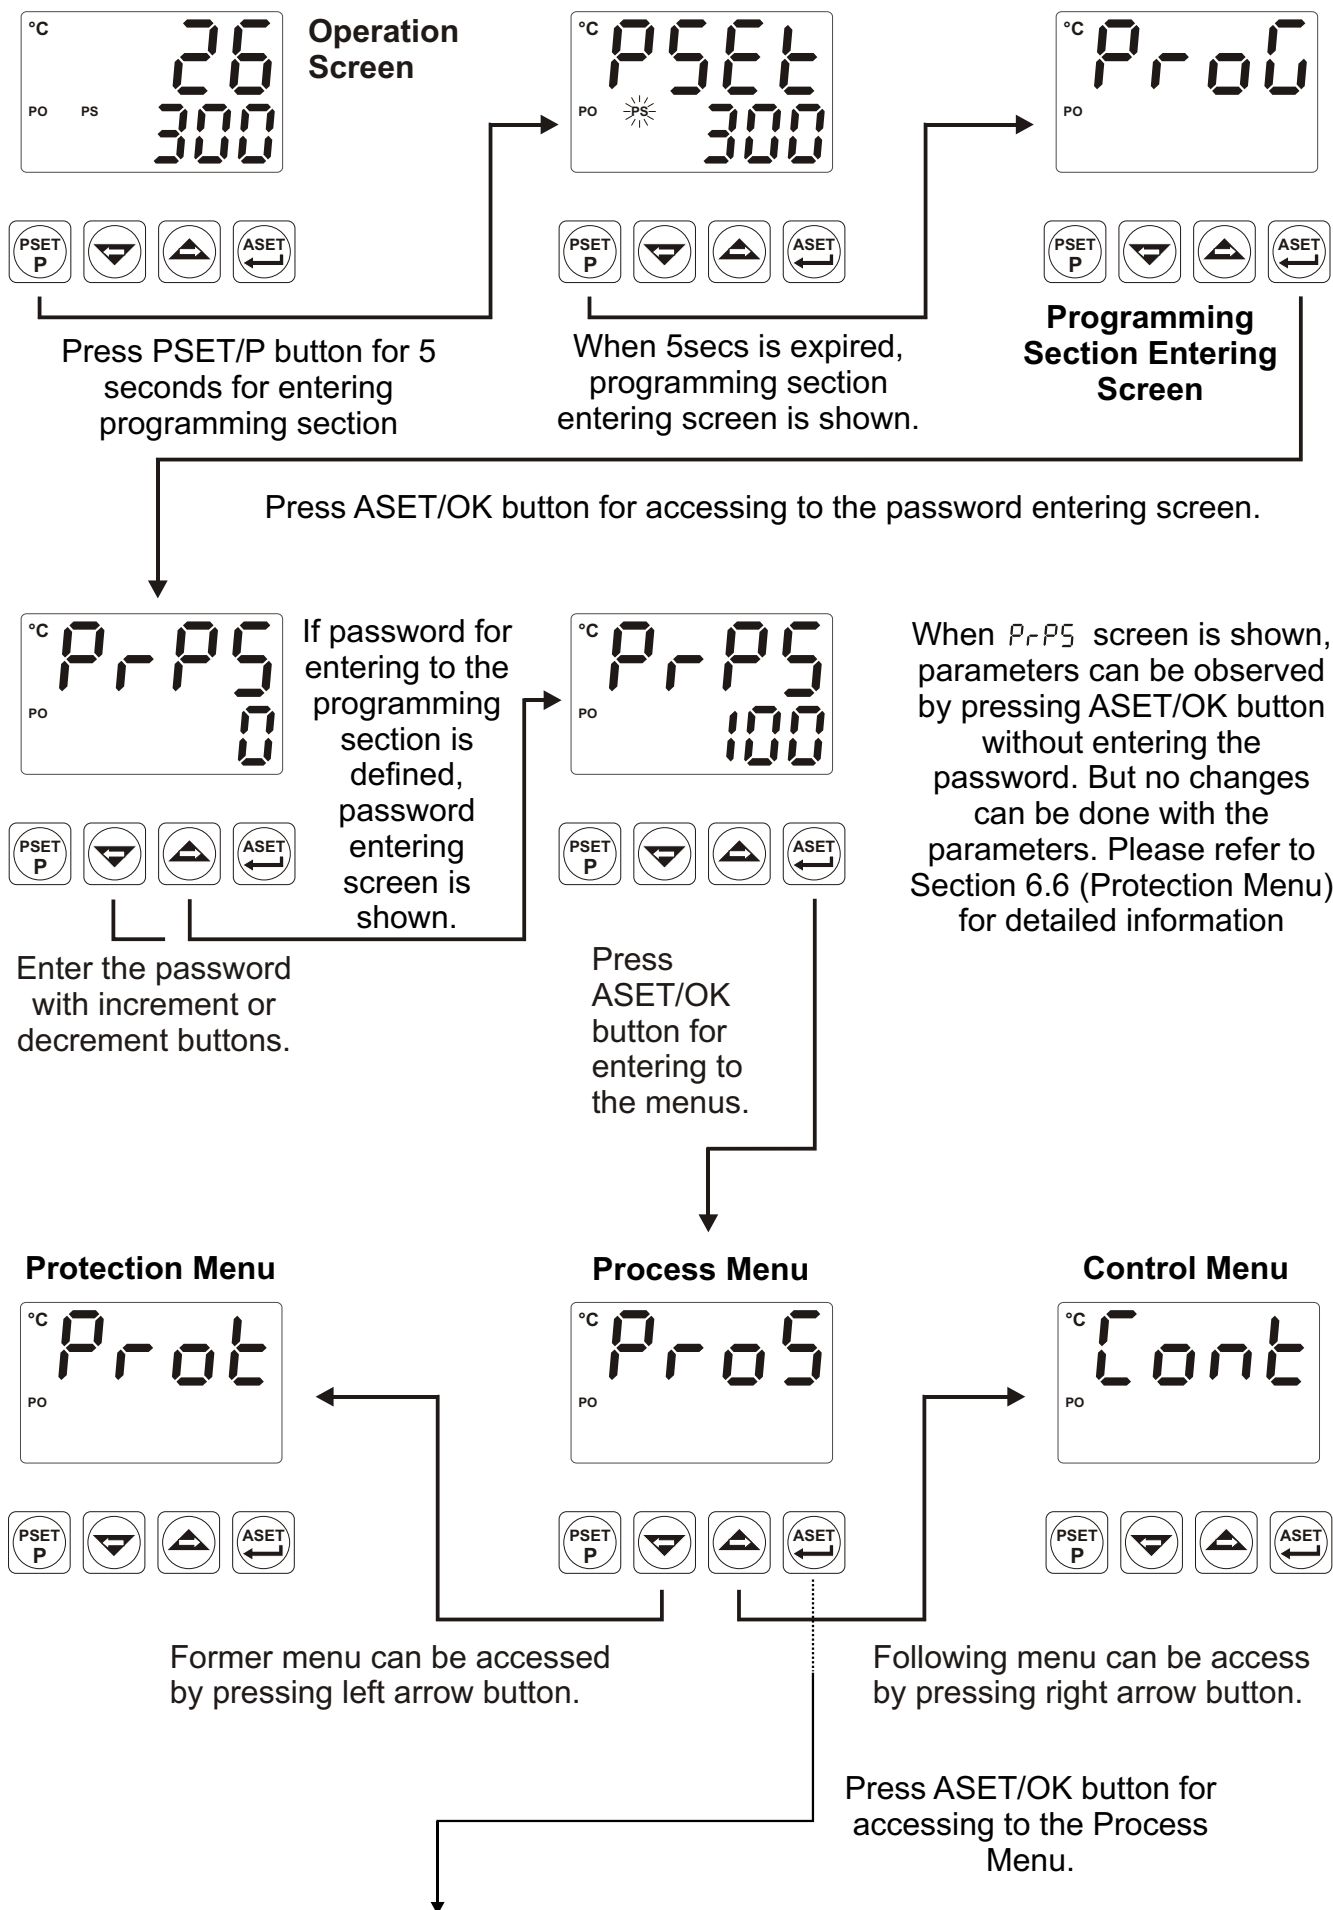 °C 26
PO PS 300
Operation
Screen
°C PSEt
PO PS 300
°C ProG
PO
PSET P ASET
PSET P ASET
PSET P ASET
Press PSET/P button for 5
seconds for entering
programming section
When 5secs is expired,
programming section
entering screen is shown.
Programming
Section Entering
Screen
Press ASET/OK button for accessing to the password entering screen.
°C PrPS
PO 0
If password for
entering to the
programming
section is
defined,
password
entering
screen is
shown.
°C PrPS
PO 100
When PrPS screen is shown,
parameters can be observed
by pressing ASET/OK button
without entering the
password. But no changes
can be done with the
parameters. Please refer to
Section 6.6 (Protection Menu)
for detailed information
PSET P ASET
PSET P ASET
Enter the password
with increment or
decrement buttons.
Press
ASET/OK
button for
entering to
the menus.
Protection Menu
Process Menu
Control Menu
°C Prot
PO
°C ProS
PO
°C Cont
PO
PSET P ASET
PSET P ASET
PSET P ASET
Former menu can be accessed
by pressing left arrow button.
Following menu can be access
by pressing right arrow button.
Press ASET/OK button for
accessing to the Process
Menu.